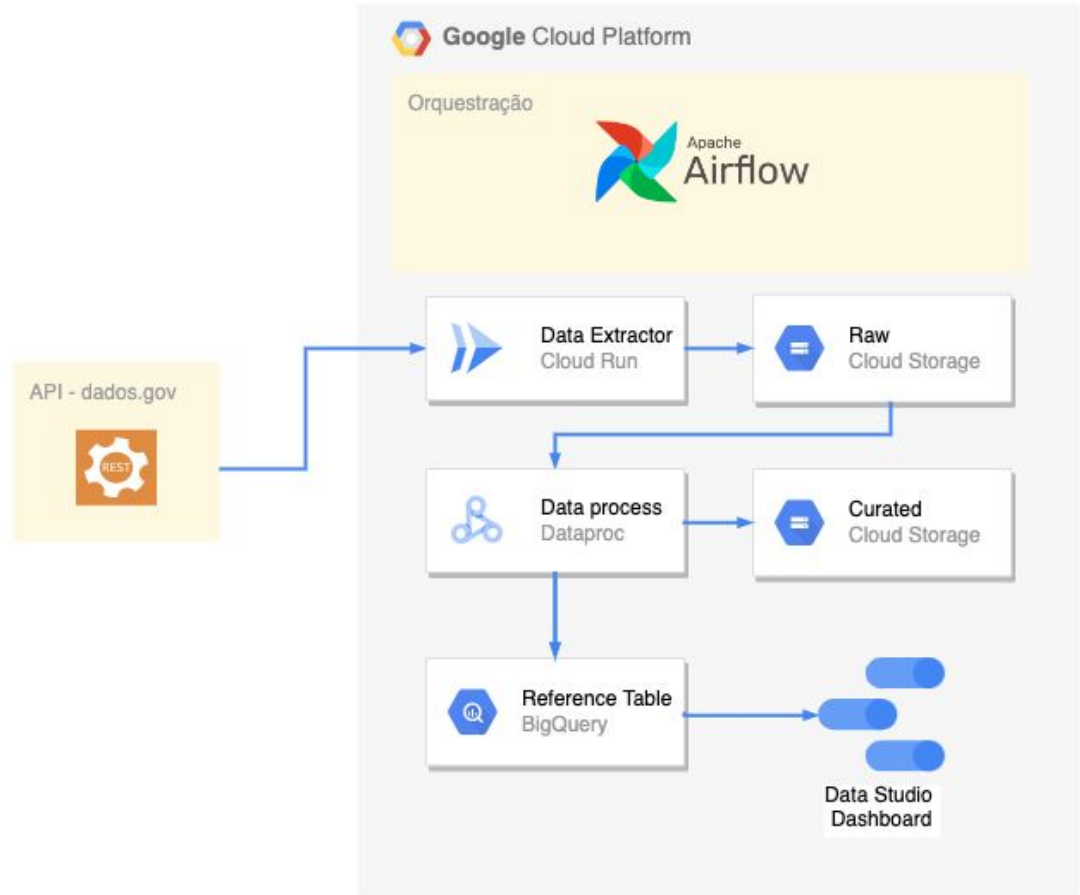 Google Cloud Platform
Orquestração
Apache
Airflow
Data Extractor
Cloud Run
Raw
Cloud Storage
API - dados.gov
REST
Data process
Dataproc
Curated
Cloud Storage
Reference Table
BigQuery
Data Studio
Dashboard